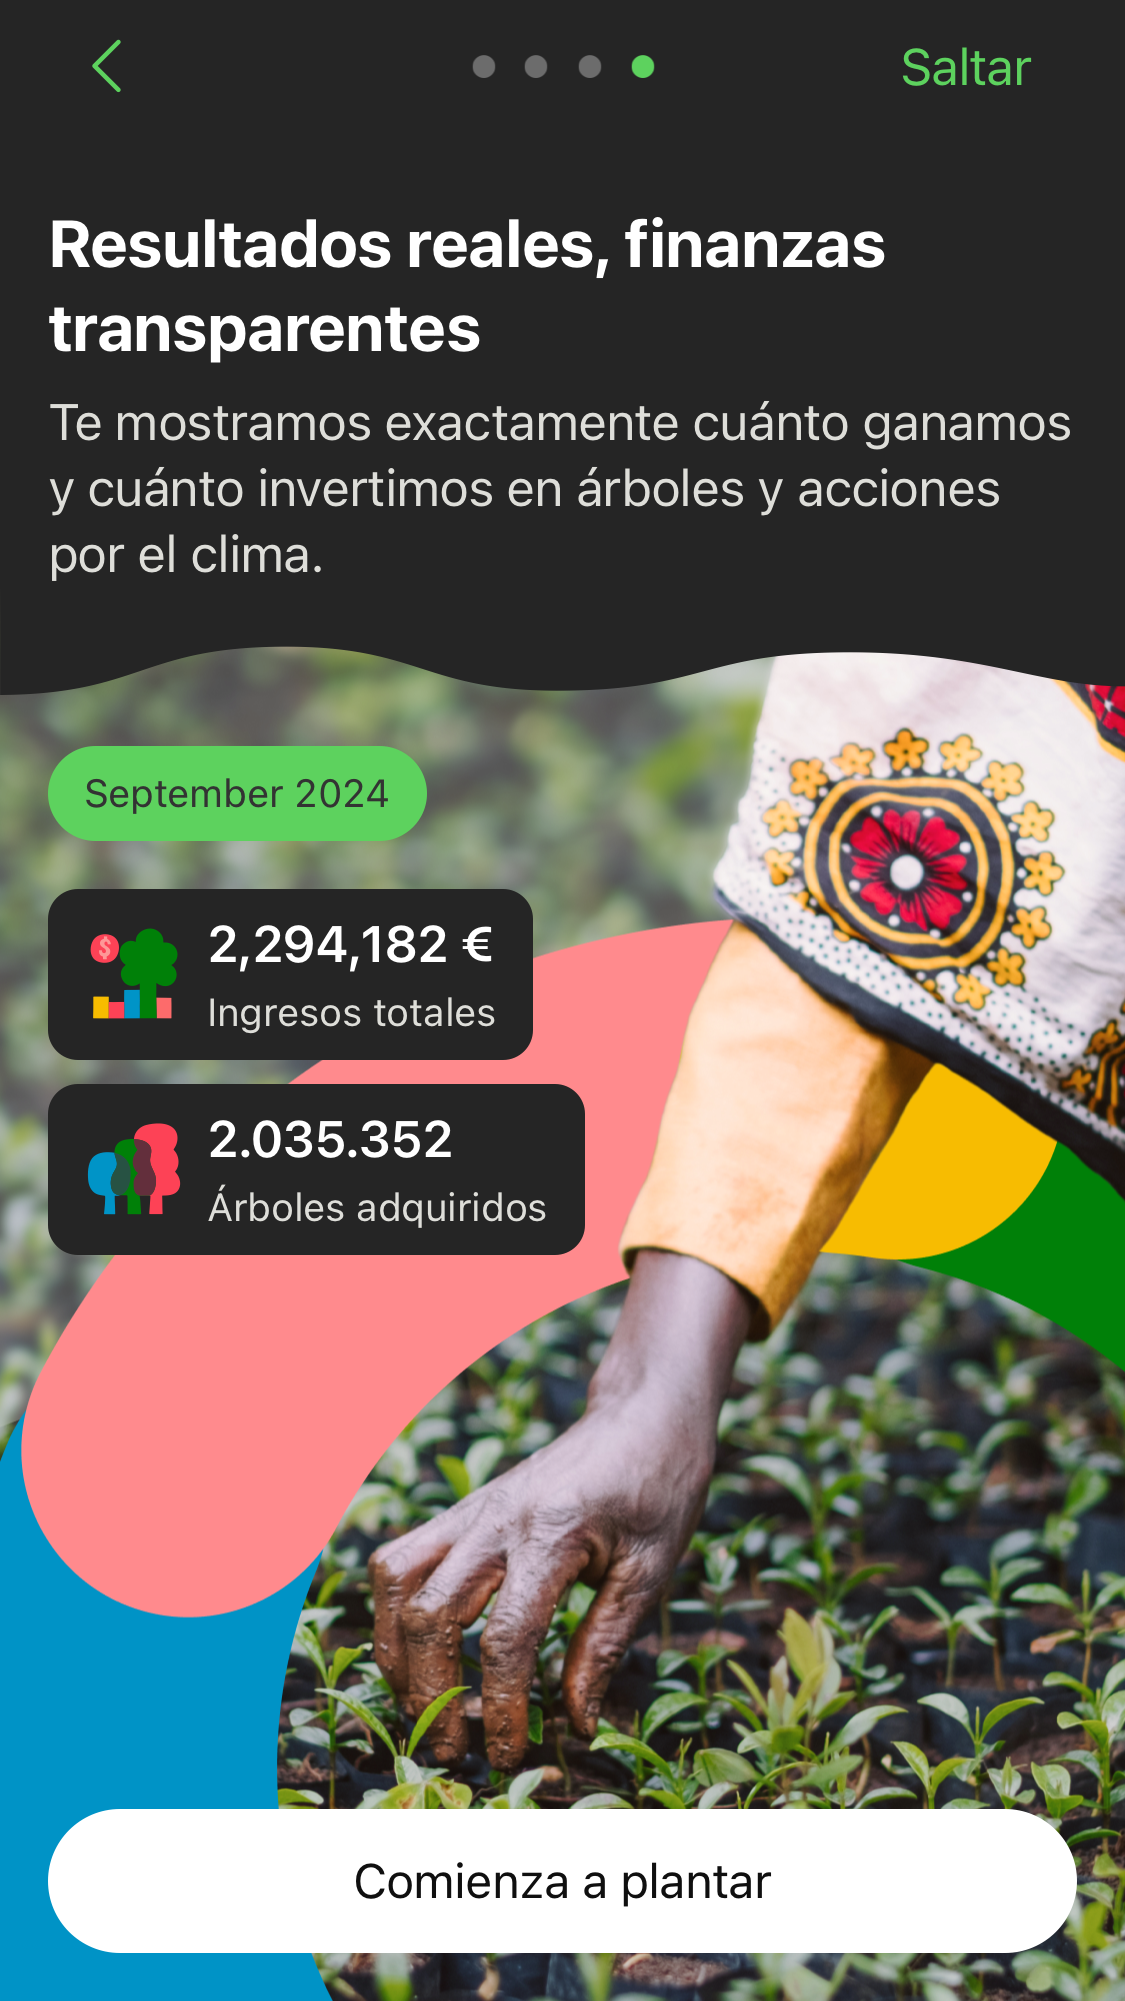 Saltar
Resultados reales, finanzas
transparentes
Te mostramos exactamente cuánto ganamos
y cuánto invertimos en árboles y acciones
por el clima.
September 2024
2,294,182 €
Ingresos totales
2.035.352
Árboles adquiridos
Comienza a plantar